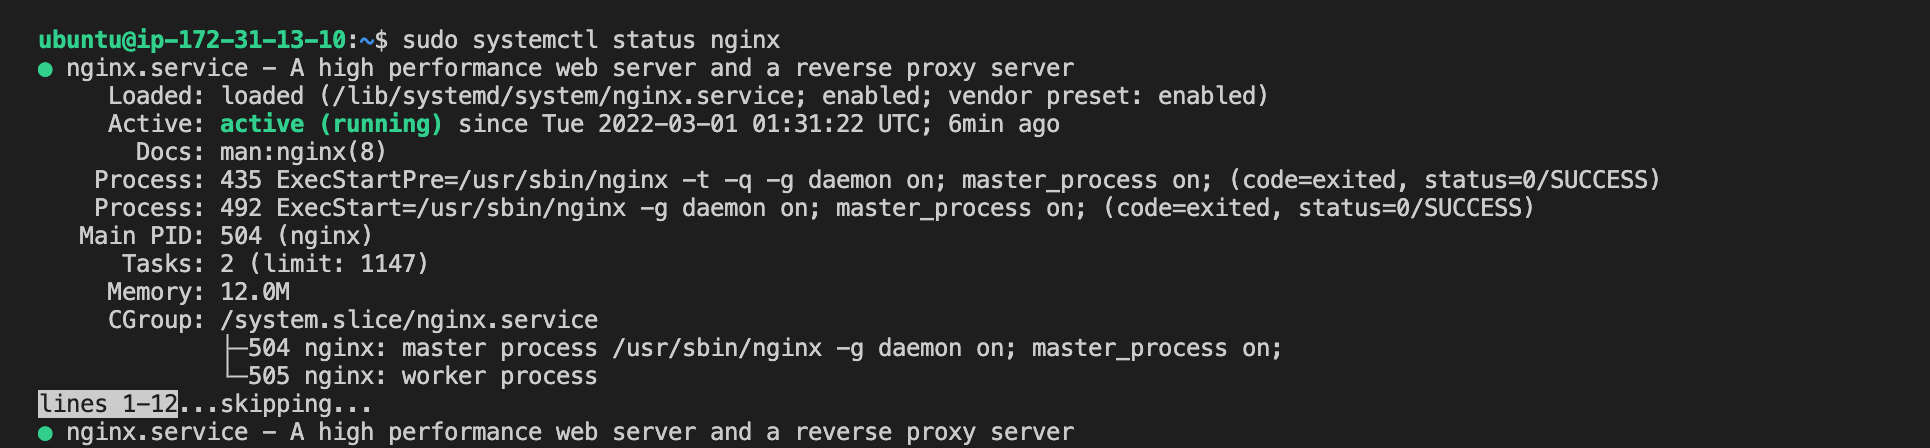 ubuntu@ip-172-31-13-10:~$ sudo systemctl status nginx
● nginx.service - A high performance web server and a reverse proxy server
     Loaded: loaded (/lib/systemd/system/nginx.service; enabled; vendor preset: enabled)
     Active: active (running) since Tue 2022-03-01 01:31:22 UTC; 6min ago
       Docs: man:nginx(8)
    Process: 435 ExecStartPre=/usr/sbin/nginx -t -q -g daemon on; master_process on; (code=exited, status=0/SUCCESS)
    Process: 492 ExecStart=/usr/sbin/nginx -g daemon on; master_process on; (code=exited, status=0/SUCCESS)
   Main PID: 504 (nginx)
      Tasks: 2 (limit: 1147)
     Memory: 12.0M
     CGroup: /system.slice/nginx.service
             ├─504 nginx: master process /usr/sbin/nginx -g daemon on; master_process on;
             └─505 nginx: worker process
lines 1-12...skipping...
● nginx.service - A high performance web server and a reverse proxy server